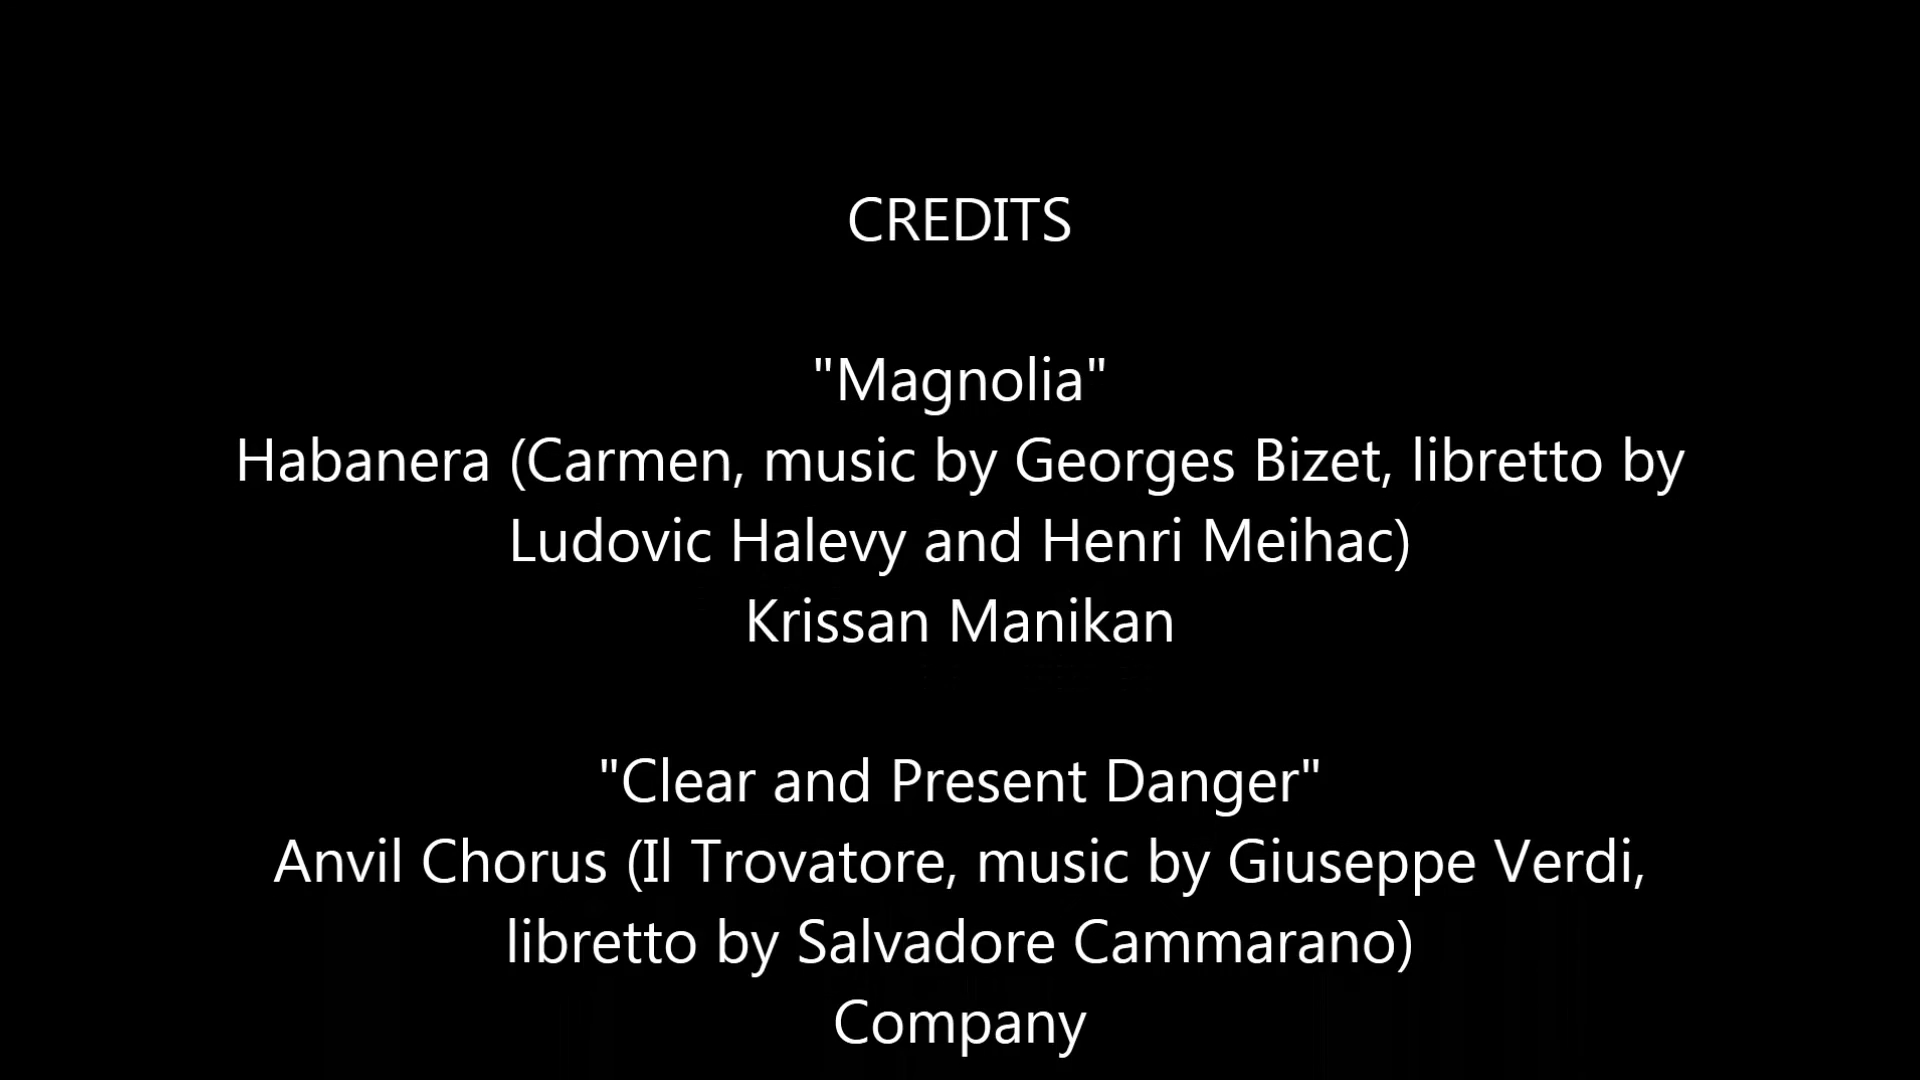 CREDITS
"Magnolia"
Habanera (Carmen, music by Georges Bizet, libretto by
Ludovic Halevy and Henri Meihac)
Krissan Manikan
"Clear and Present Danger"
Anvil Chorus (Il Trovatore, music by Giuseppe Verdi,
libretto by Salvadore Cammarano)
Company